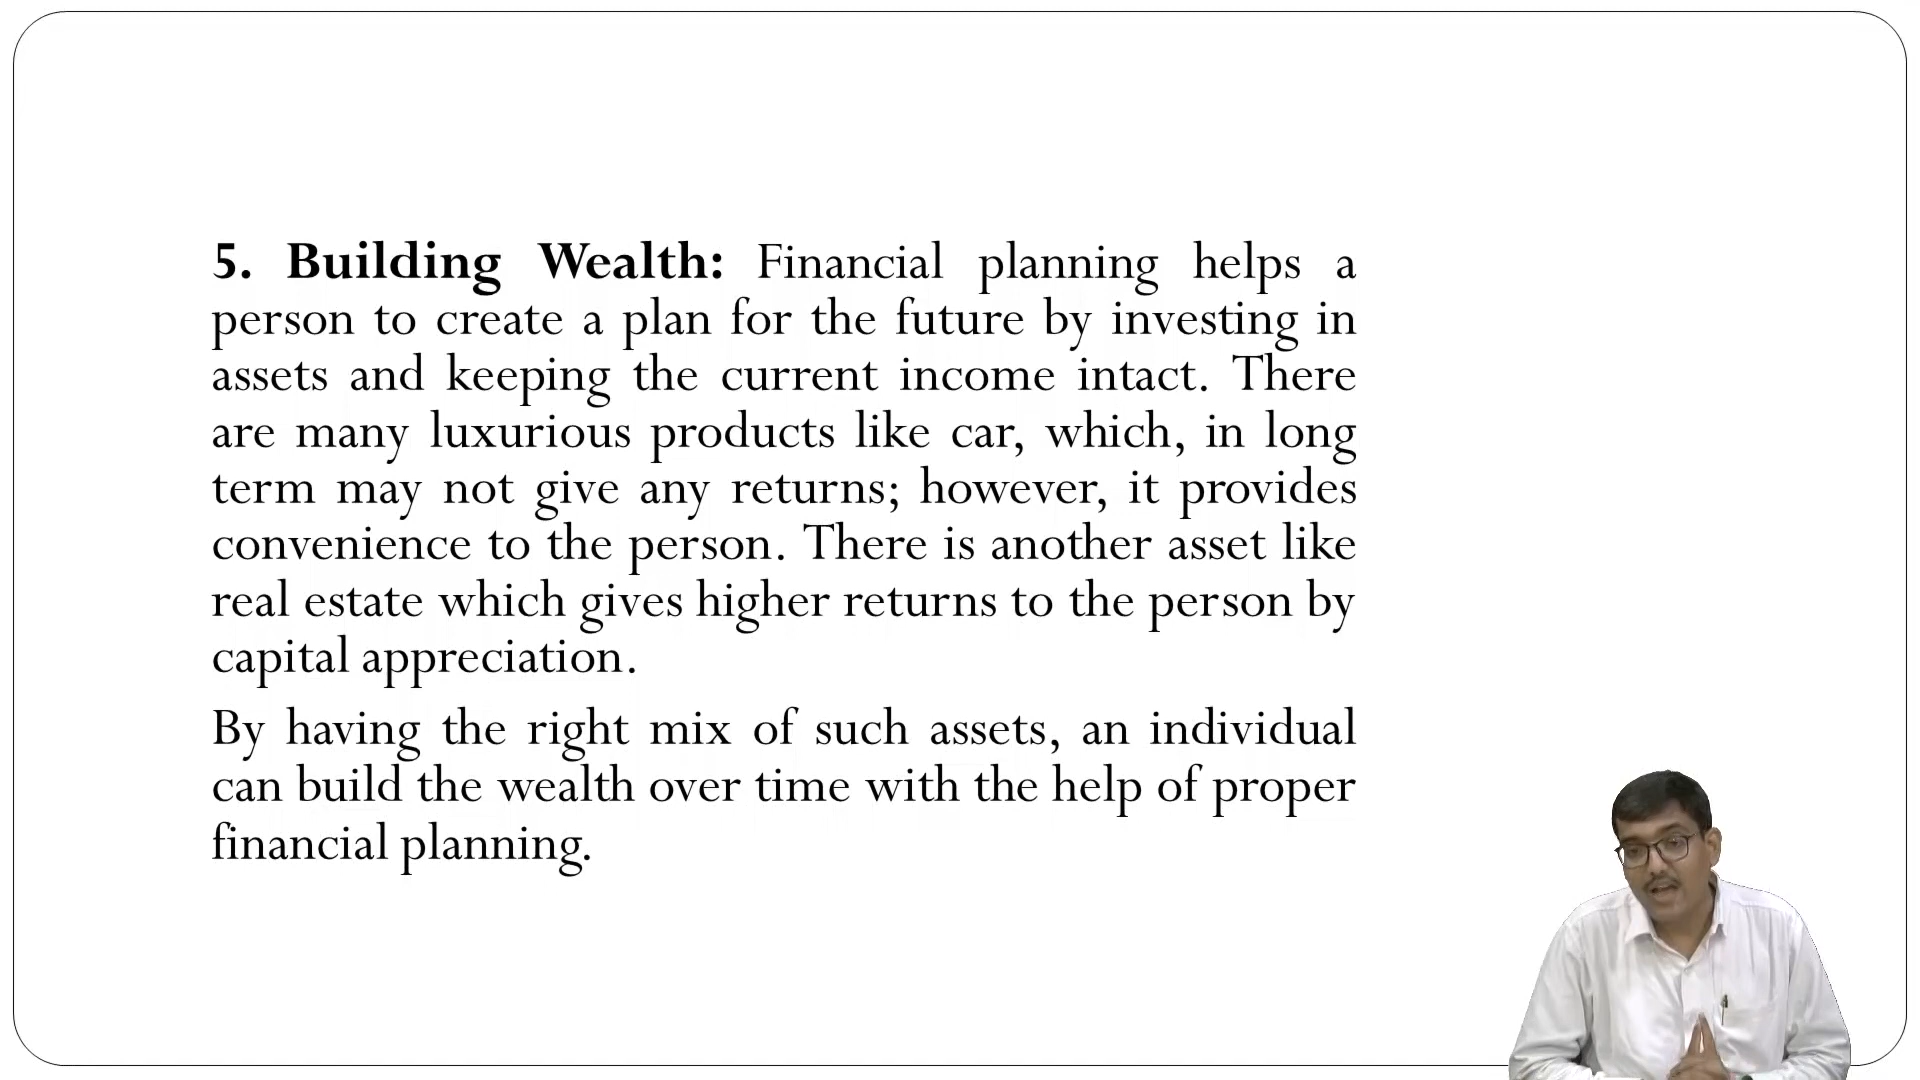 5. Building Wealth: Financial planning helps a
person to create a plan for the future by investing in
assets and keeping the current income intact. There
are many luxurious products like car, which, in long
term may not give any returns; however, it provides
convenience to the person. There is another asset like
real estate which gives higher returns to the person by
capital appreciation.
By having the right mix of such assets, an individual
can build the wealth over time with the help of proper
financial planning.